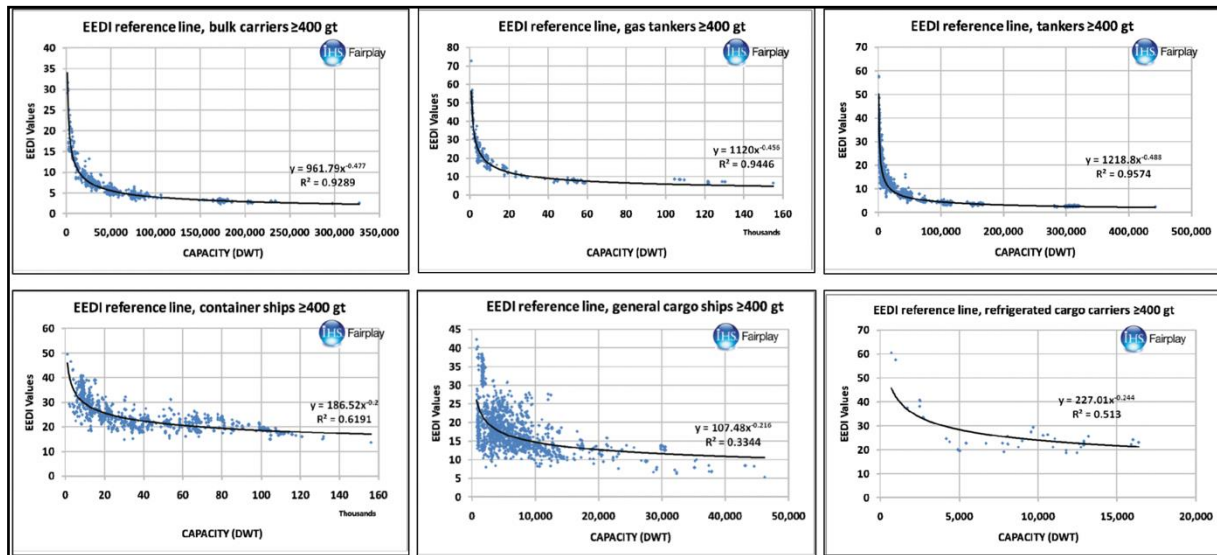 EEDI reference line, bulk carriers ≥400 gt
IHS Fairplay
40
35
30
25
20
15
10
5
0
EEDI Values
y = 961.79x^-0.477
R² = 0.9289
0 50,000 100,000 150,000 200,000 250,000 300,000 350,000
CAPACITY (DWT)
EEDI reference line, gas tankers ≥400 gt
IHS Fairplay
80
70
60
50
40
30
20
10
0
EEDI Values
y = 1120x^-0.456
R² = 0.9446
0 20 40 60 80 100 120 140 160
Thousands
CAPACITY (DWT)
EEDI reference line, tankers ≥400 gt
IHS Fairplay
70
60
50
40
30
20
10
0
EEDI Values
y = 1218.8x^-0.488
R² = 0.9574
0 100,000 200,000 300,000 400,000 500,000
CAPACITY (DWT)
EEDI reference line, container ships ≥400 gt
IHS Fairplay
60
50
40
30
20
10
0
EEDI Values
y = 186.52x^-0.2
R² = 0.6191
0 20 40 60 80 100 120 140 160
Thousands
CAPACITY (DWT)
EEDI reference line, general cargo ships ≥400 gt
IHS Fairplay
45
40
35
30
25
20
15
10
5
0
EEDI Values
y = 107.48x^-0.216
R² = 0.3344
0 10,000 20,000 30,000 40,000 50,000
CAPACITY (DWT)
EEDI reference line, refrigerated cargo carriers ≥400 gt
IHS Fairplay
70
60
50
40
30
20
10
0
EEDI Values
y = 227.01x^-0.244
R² = 0.513
0 5,000 10,000 15,000 20,000
CAPACITY (DWT)